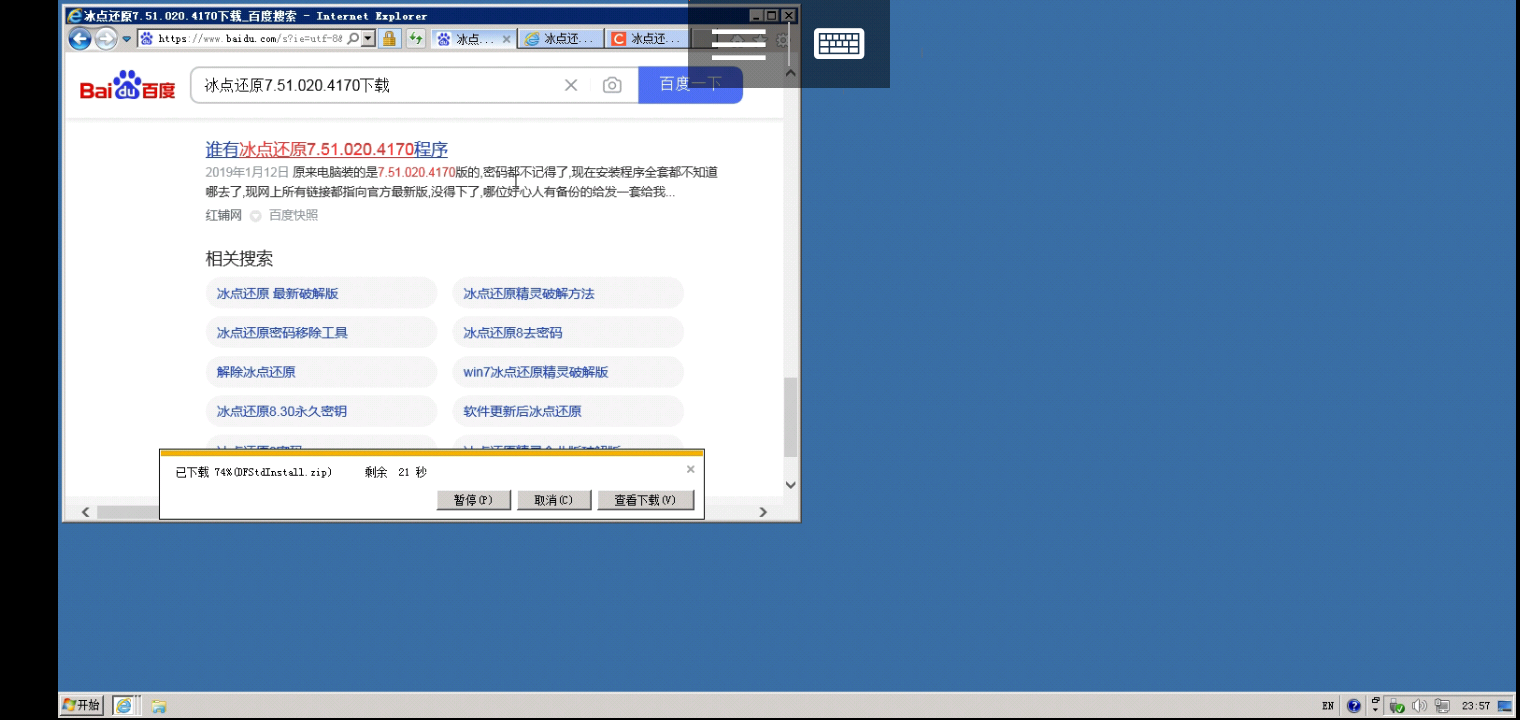 冰点还原7.51.020.4170下载_百度搜索 - Internet Explorer
https://www.baidu.com/s?ie=utf-8&
冰点...
冰点还...
冰点还...
Bai du 百度
冰点还原7.51.020.4170下载
百度一下
谁有冰点还原7.51.020.4170程序
2019年1月12日 原来电脑装的是7.51.020.4170版的,密码都不记得了,现在安装程序全套都不知道
哪去了,现网上所有链接都指向官方最新版,没得下了,哪位好心人有备份的给发一套给我...
红铺网 百度快照
相关搜索
冰点还原 最新破解版
冰点还原精灵破解方法
冰点还原密码移除工具
冰点还原8去密码
解除冰点还原
win7冰点还原精灵破解版
冰点还原8.30永久密钥
软件更新后冰点还原
已下载 74%(DFStdInstall.zip) 剩余 21 秒
暂停(P)
取消(C)
查看下载(V)
开始
EN
23:57